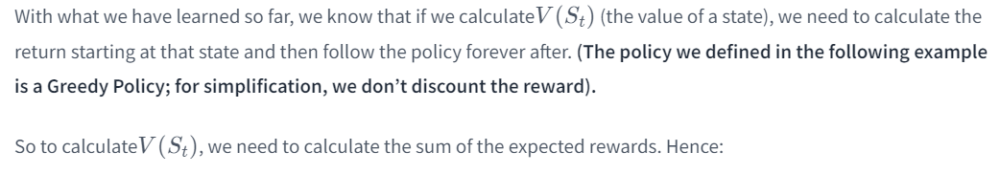 With what we have learned so far, we know that if we calculate V(Sₜ) (the value of a state), we need to calculate the
return starting at that state and then follow the policy forever after. (The policy we defined in the following example
is a Greedy Policy; for simplification, we don’t discount the reward).
So to calculate V(Sₜ), we need to calculate the sum of the expected rewards. Hence: